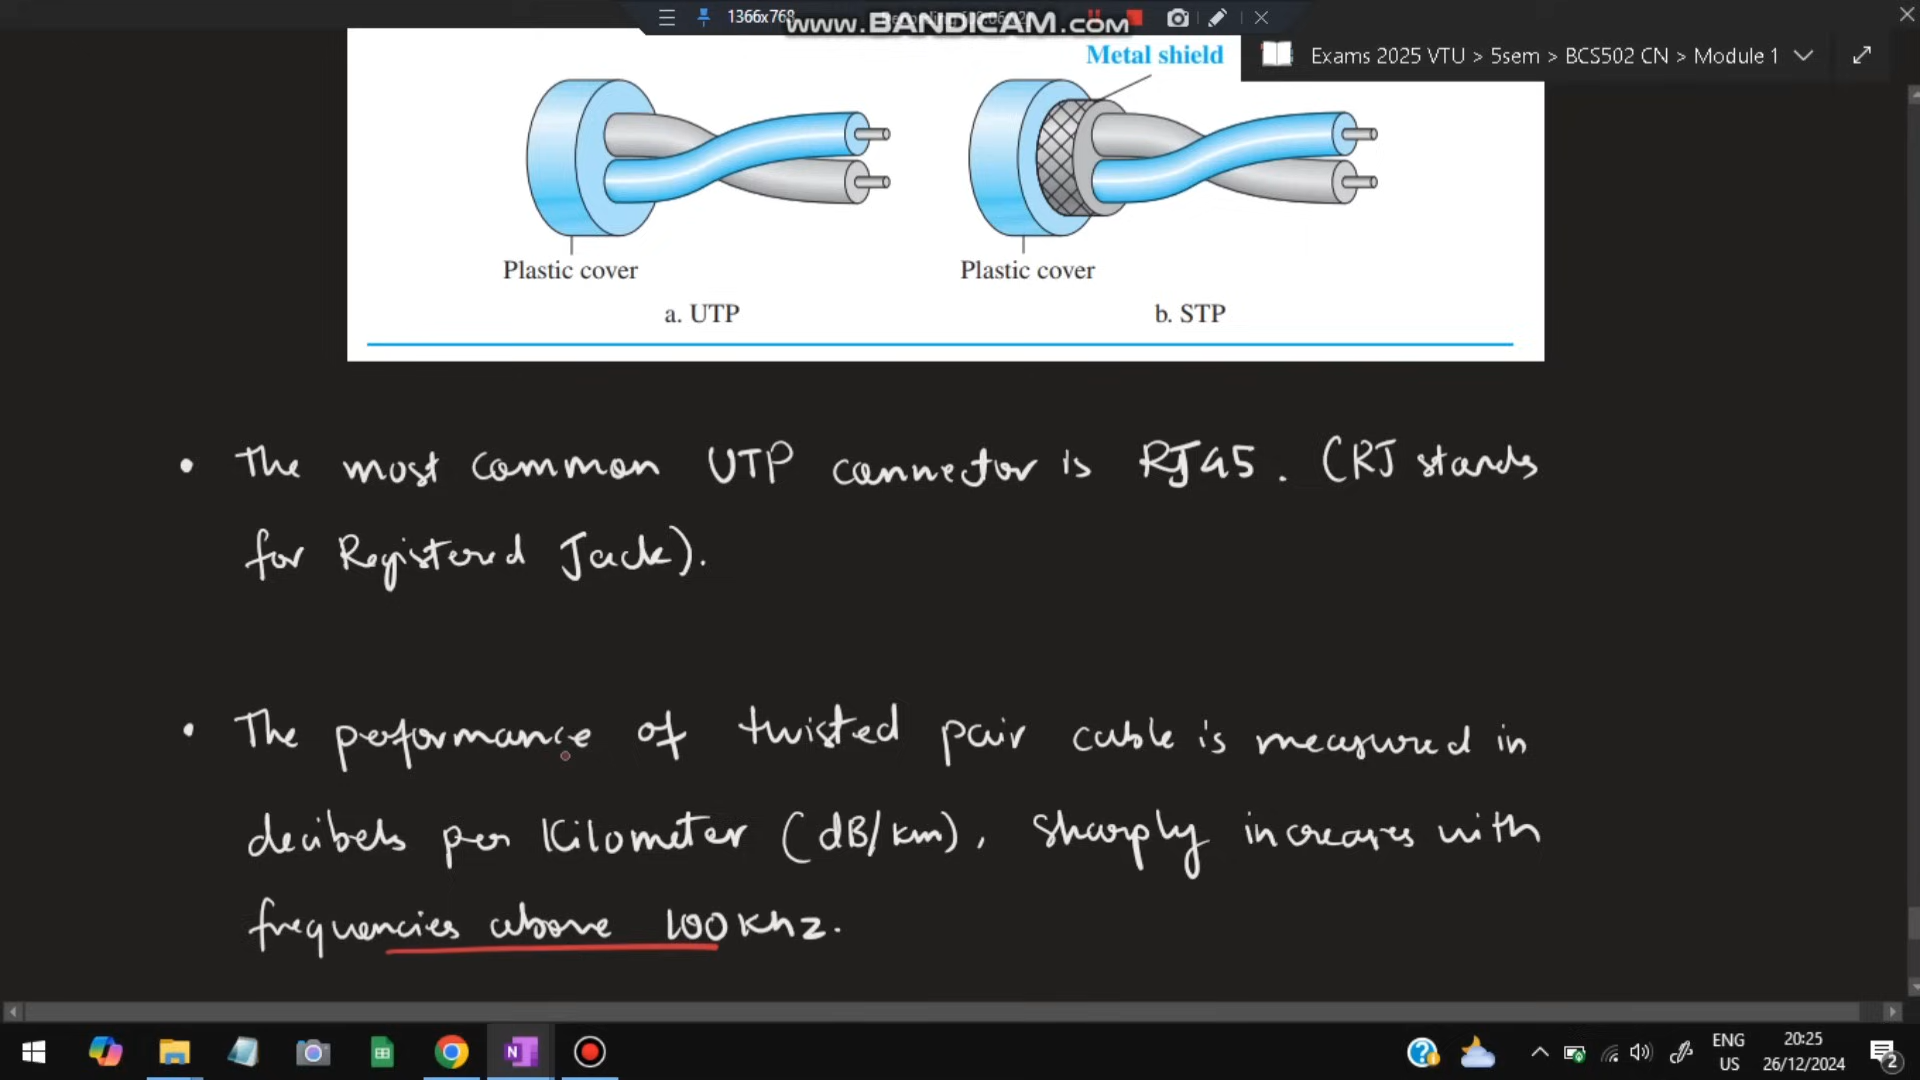 1366x768
www.BANDICAM.com
Exams 2025 VTU > 5sem > BCS502 CN > Module 1
Metal shield
Plastic cover
Plastic cover
a. UTP
b. STP
• The most common UTP connector is RJ45. (RJ stands
for Registered Jack).
• The performance of twisted pair cable is measured in
decibels per Kilometer (dB/km), sharply increases with
frequencies above 100Khz.
ENG
US
20:25
26/12/2024
2